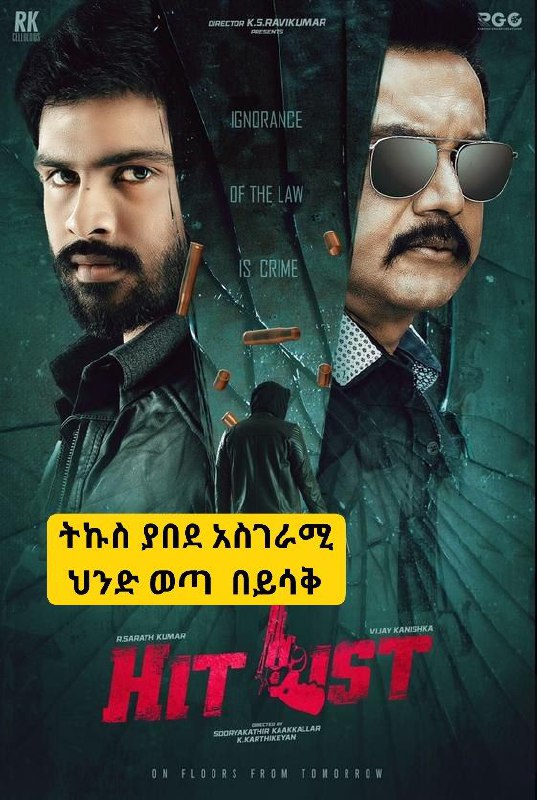 RK
CELLULOIDS
DIRECTOR K.S.RAVIKUMAR
PRESENTS
PGC
IGNORANCE
OF THE LAW
IS CRIME
ትኩስ ያበደ አስገራሚ
ህንድ ወጣ በይሳቅ
R.SARATH KUMAR
VIJAY KANISHKA
HIT LIST
DIRECTED BY
SOORYAKATHIR KAAKKALLAR
K.KARTHIKEYAN
ON FLOORS FROM TOMORROW